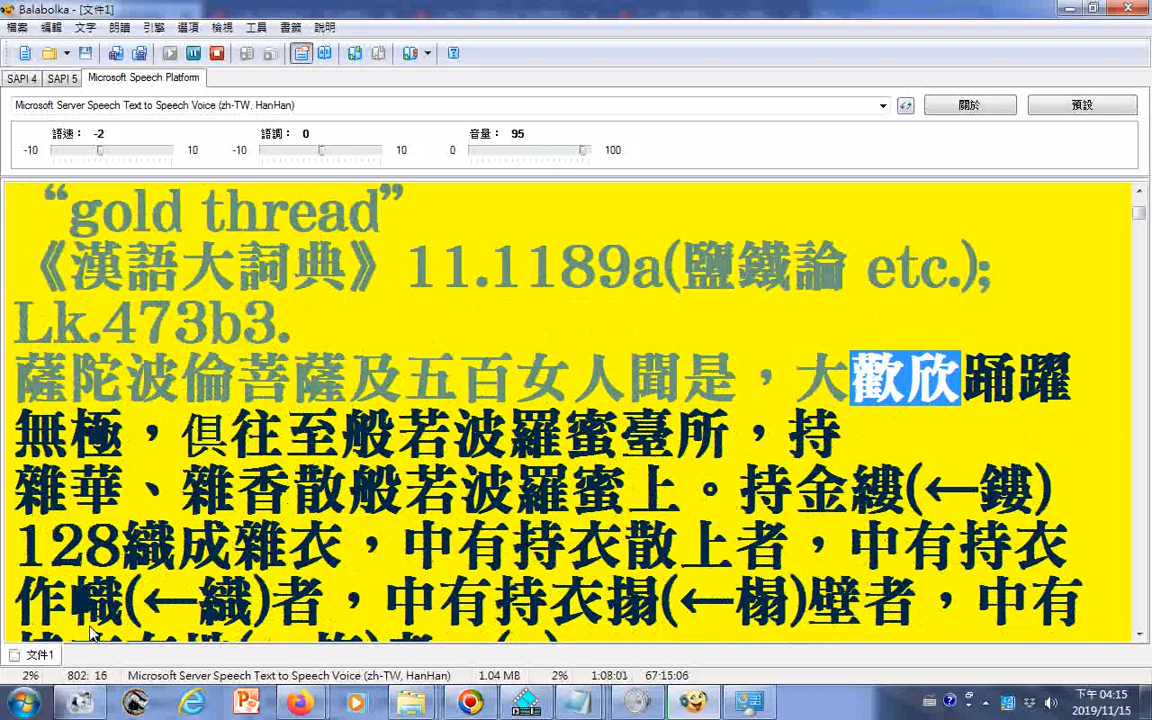 Balabolka - [文件1]
檔案 編輯 文字 朗讀 引擎 選項 檢視 工具 書籤 說明
SAPI 4 SAPI 5 Microsoft Speech Platform
Microsoft Server Speech Text to Speech Voice (zh-TW, HanHan) 關於 預設
語速： -2 語調： 0 音量： 95
-10 10 -10 10 0 100
“gold thread”
《漢語大詞典》11.1189a(鹽鐵論 etc.);
Lk.473b3.
薩陀波倫菩薩及五百女人聞是，大歡欣踊躍
無極，俱往至般若波羅蜜臺所，持
雜華、雜香散般若波羅蜜上。持金縷(←鏤)
128織成雜衣，中有持衣散上者，中有持衣
作幟(←織)者，中有持衣搨(←榻)壁者，中有
文件1
2% 802: 16 Microsoft Server Speech Text to Speech Voice (zh-TW, HanHan) 1.04 MB 2% 1:08:01 67:15:06
下午 04:15
2019/11/15